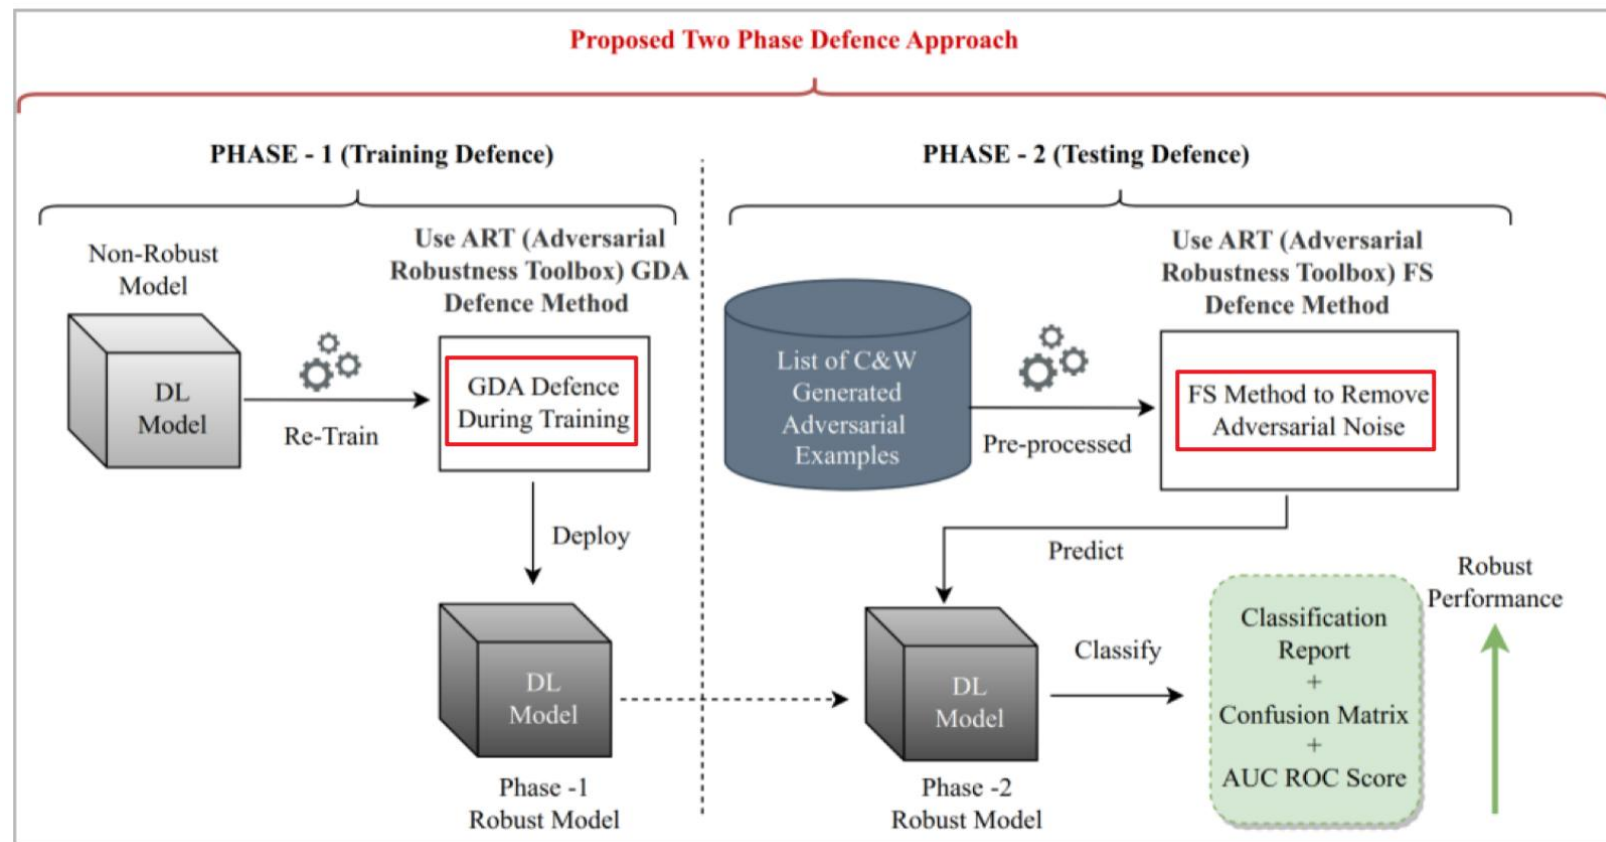 Proposed Two Phase Defence Approach
PHASE - 1 (Training Defence)
Non-Robust
Model
DL
Model
Re-Train
Use ART (Adversarial
Robustness Toolbox) GDA
Defence Method
GDA Defence
During Training
Deploy
DL
Model
Phase -1
Robust Model
PHASE - 2 (Testing Defence)
List of C&W
Generated
Adversarial
Examples
Pre-processed
Use ART (Adversarial
Robustness Toolbox) FS
Defence Method
FS Method to Remove
Adversarial Noise
Predict
DL
Model
Phase -2
Robust Model
Classify
Classification
Report
+
Confusion Matrix
+
AUC ROC Score
Robust
Performance